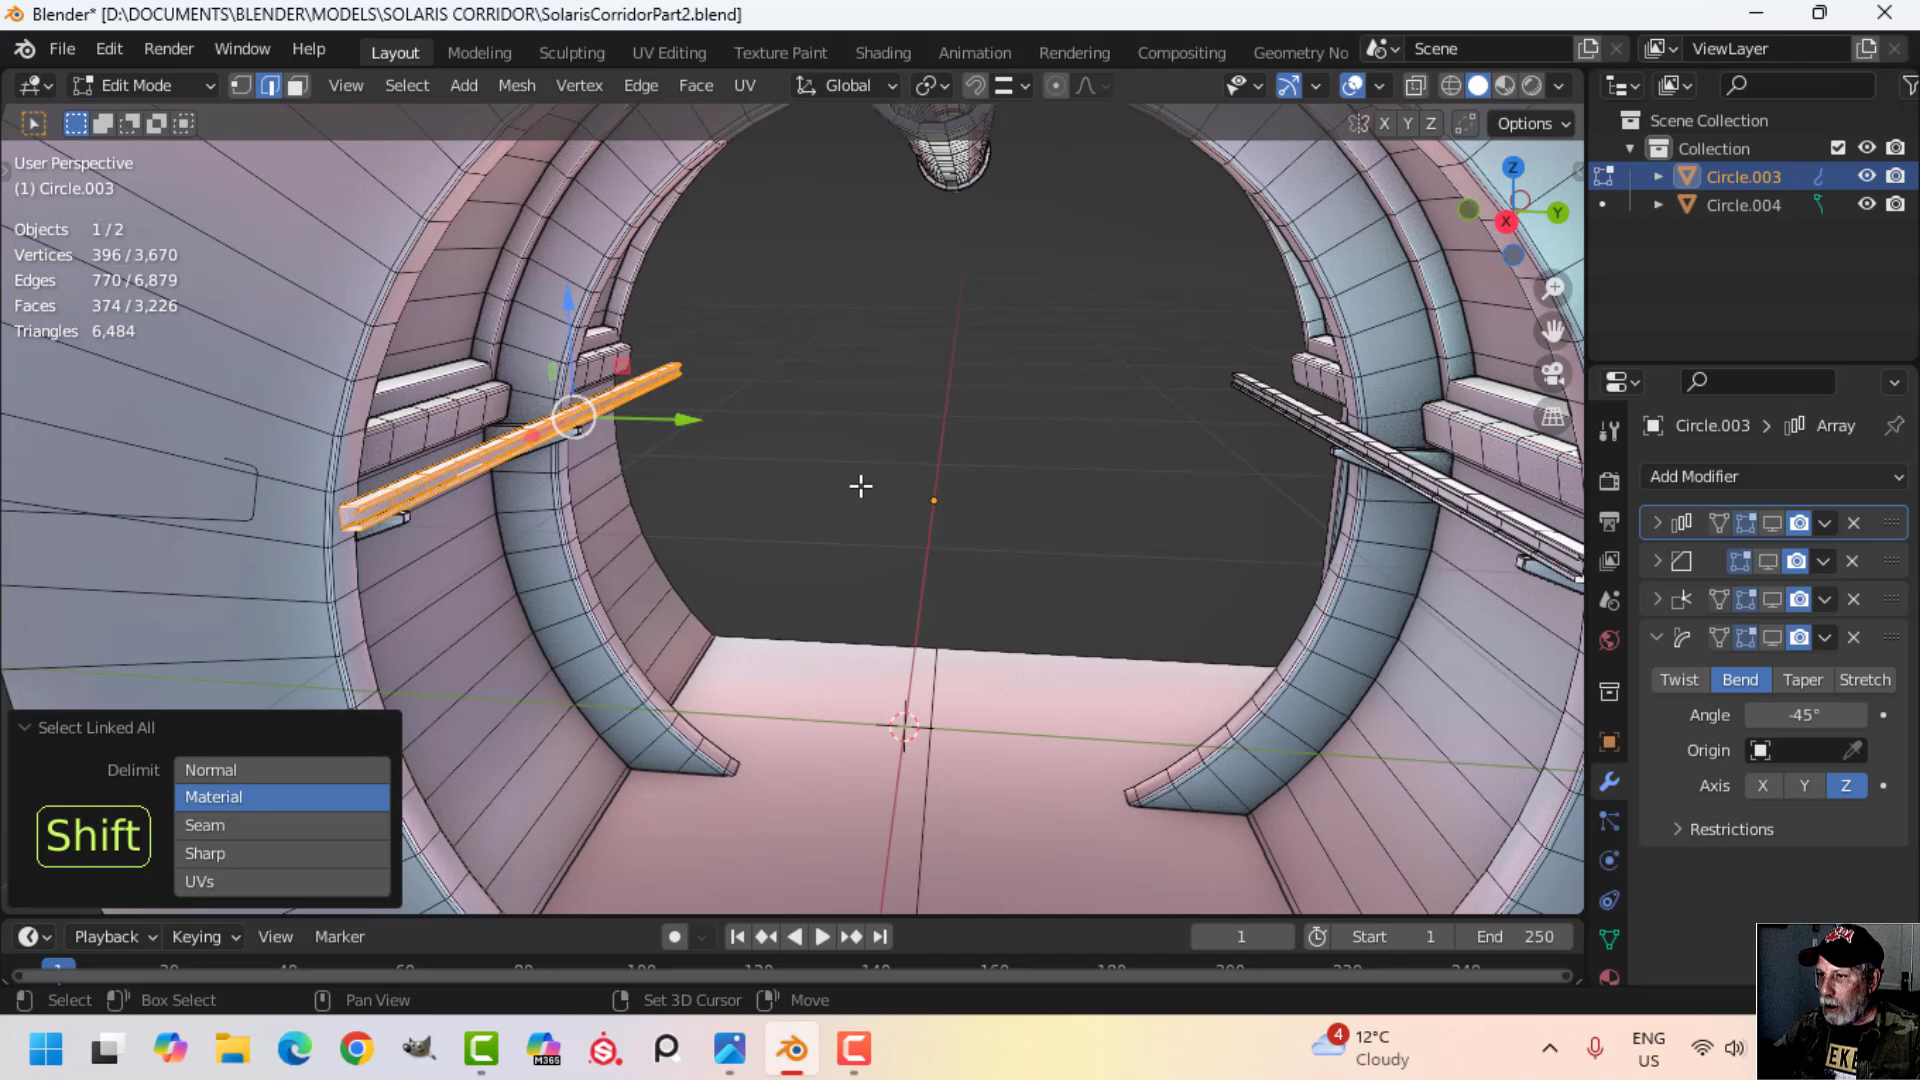 Blender* [D:\DOCUMENTS\BLENDER\MODELS\SOLARIS CORRIDOR\SolarisCorridorPart2.blend]
File Edit Render Window Help Layout Modeling Sculpting UV Editing Texture Paint Shading Animation Rendering Compositing Geometry No Scene ViewLayer
Edit Mode View Select Add Mesh Vertex Edge Face UV Global
X Y Z Options
User Perspective
(1) Circle.003
Objects 1 / 2
Vertices 396 / 3,670
Edges 770 / 6,879
Faces 374 / 3,226
Triangles 6,484
Z
Y
X
Scene Collection
Collection
Circle.003
Circle.004
Circle.003 > Array
Add Modifier
Twist Bend Taper Stretch
Angle -45°
Origin
Axis X Y Z
Restrictions
Select Linked All
Delimit Normal
Material
Seam
Sharp
UVs
Shift
Playback Keying View Marker 1 Start 1 End 250
Select Box Select Pan View Set 3D Cursor Move
M365
4
12°C
Cloudy
ENG
US